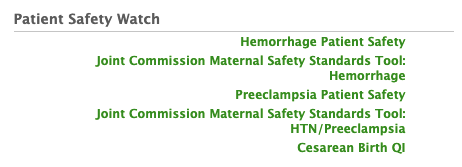 Patient Safety Watch
Hemorrhage Patient Safety
Joint Commission Maternal Safety Standards Tool:
Hemorrhage
Preeclampsia Patient Safety
Joint Commission Maternal Safety Standards Tool:
HTN/Preeclampsia
Cesarean Birth QI